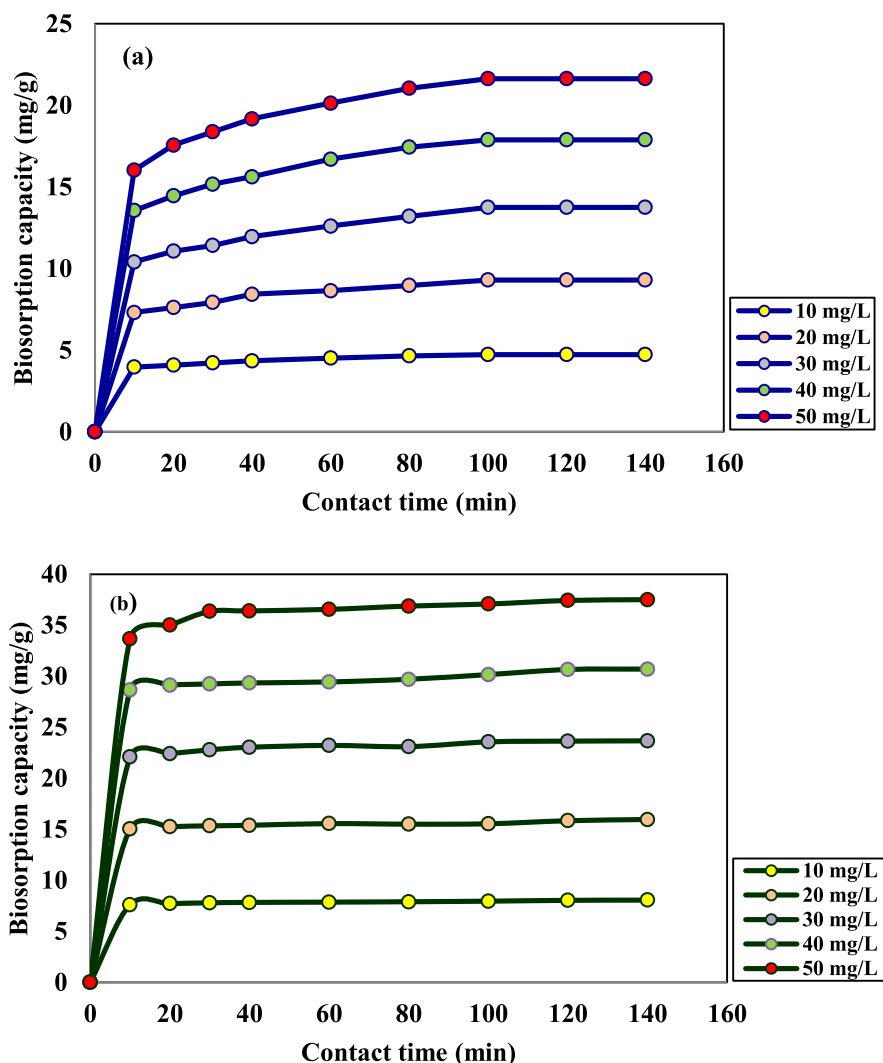 (a)
Biosorption capacity (mg/g)
25
20
15
10
5
0
0 20 40 60 80 100 120 140 160
Contact time (min)
10 mg/L
20 mg/L
30 mg/L
40 mg/L
50 mg/L
(b)
Biosorption capacity (mg/g)
40
35
30
25
20
15
10
5
0
0 20 40 60 80 100 120 140 160
Contact time (min)
10 mg/L
20 mg/L
30 mg/L
40 mg/L
50 mg/L